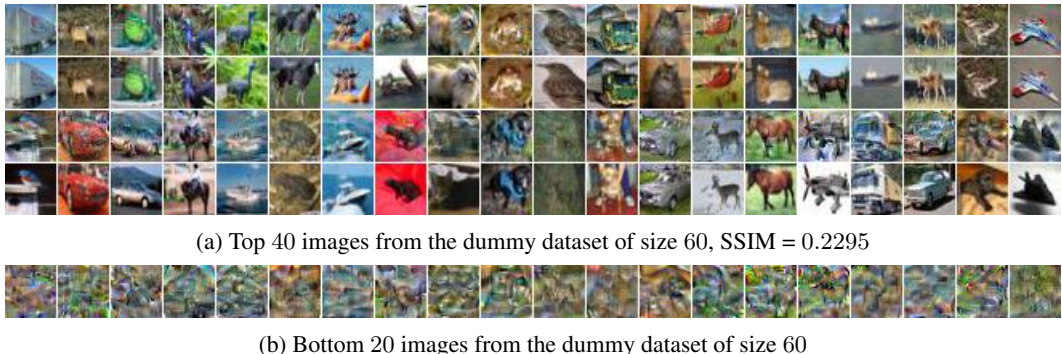 (a) Top 40 images from the dummy dataset of size 60, SSIM = 0.2295
(b) Bottom 20 images from the dummy dataset of size 60